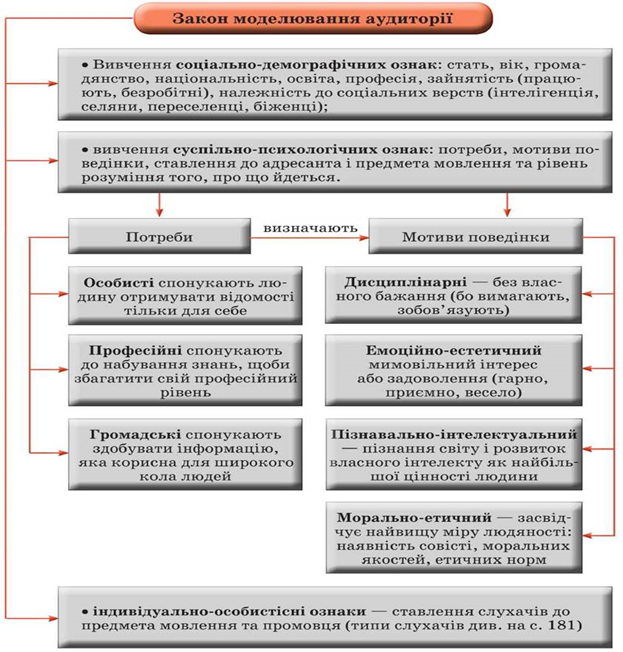 Закон моделювання аудиторії
• Вивчення соціально-демографічних ознак: стать, вік, грома-
дянство, національність, освіта, професія, зайнятість (працю-
ють, безробітні), належність до соціальних верств (інтелігенція,
селяни, переселенці, біженці);
• вивчення суспільно-психологічних ознак: потреби, мотиви по-
ведінки, ставлення до адресанта і предмета мовлення та рівень
розуміння того, про що йдеться.
Потреби
визначають
Мотиви поведінки
Особисті спонукають лю-
дину отримувати відомості
тільки для себе
Професійні спонукають
до набування знань, щоби
збагатити свій професійний
рівень
Громадські спонукають
здобувати інформацію,
яка корисна для широкого
кола людей
Дисциплінарні — без влас-
ного бажання (бо вимагають,
зобов’язують)
Емоційно-естетичний
мимовільний інтерес
або задоволення (гарно,
приємно, весело)
Пізнавально-інтелектуальний
— пізнання світу і розвиток
власного інтелекту як найбіль-
шої цінності людини
Морально-етичний — засвід-
чує найвищу міру людяності:
наявність совісті, моральних
якостей, етичних норм
• індивідуально-особистісні ознаки — ставлення слухачів до
предмета мовлення та промовця (типи слухачів див. на с. 181)